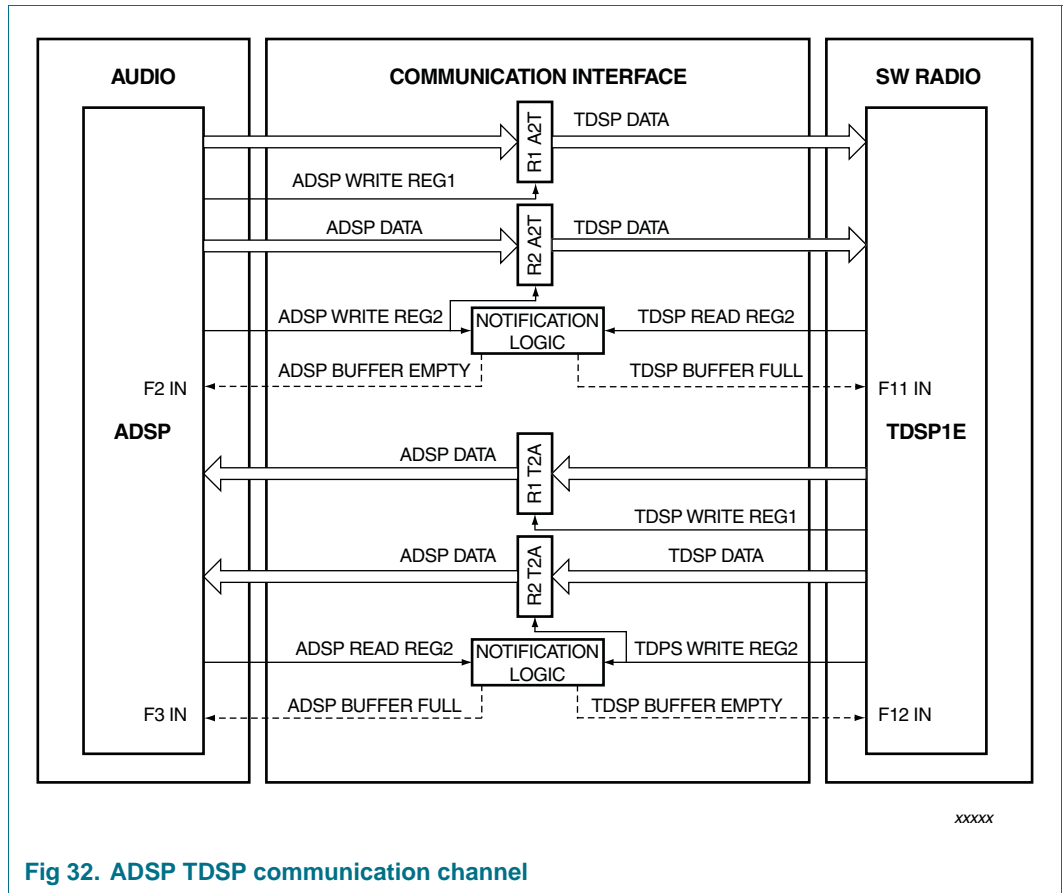 AUDIO
COMMUNICATION INTERFACE
SW RADIO
R1 A2T
TDSP DATA
ADSP WRITE REG1
ADSP DATA
R2 A2T
TDSP DATA
ADSP WRITE REG2
NOTIFICATION
LOGIC
TDSP READ REG2
ADSP BUFFER EMPTY
TDSP BUFFER FULL
F2 IN
F11 IN
ADSP
TDSP1E
ADSP DATA
R1 T2A
TDSP WRITE REG1
ADSP DATA
R2 T2A
TDSP DATA
ADSP READ REG2
NOTIFICATION
LOGIC
TDPS WRITE REG2
ADSP BUFFER FULL
TDSP BUFFER EMPTY
F3 IN
F12 IN
xxxxx
Fig 32. ADSP TDSP communication channel